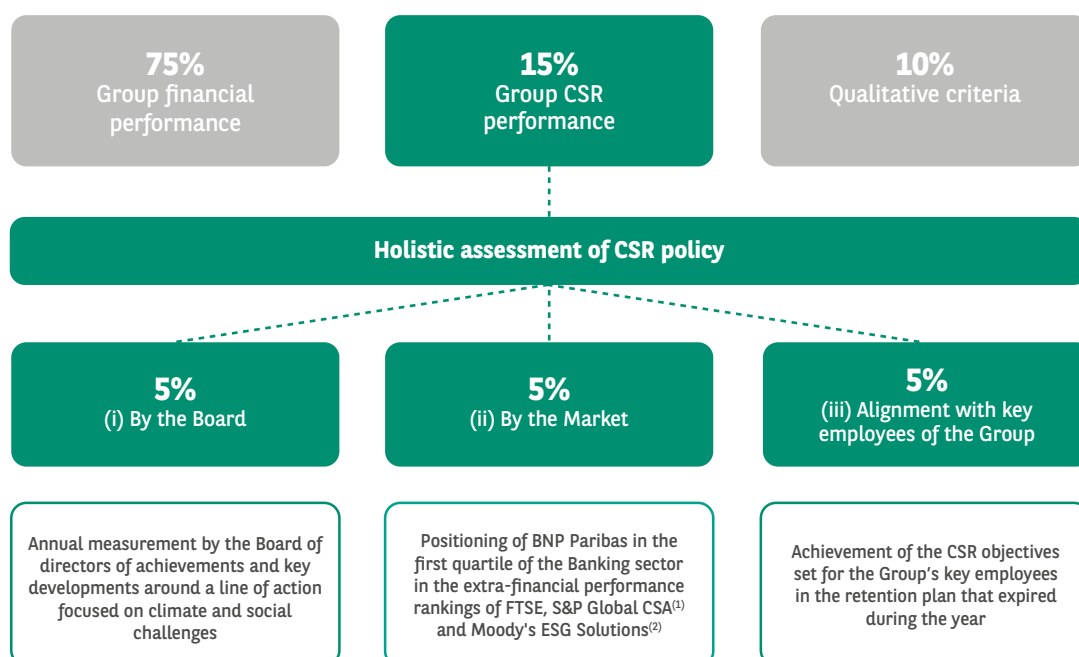 75%
Group financial
performance
15%
Group CSR
performance
10%
Qualitative criteria
Holistic assessment of CSR policy
5%
(i) By the Board
5%
(ii) By the Market
5%
(iii) Alignment with key
employees of the Group
Annual measurement by the Board of
directors of achievements and key
developments around a line of action
focused on climate and social
challenges
Positioning of BNP Paribas in the
first quartile of the Banking sector
in the extra-financial performance
rankings of FTSE, S&P Global CSA(1)
and Moody's ESG Solutions(2)
Achievement of the CSR objectives
set for the Group’s key employees
in the retention plan that expired
during the year